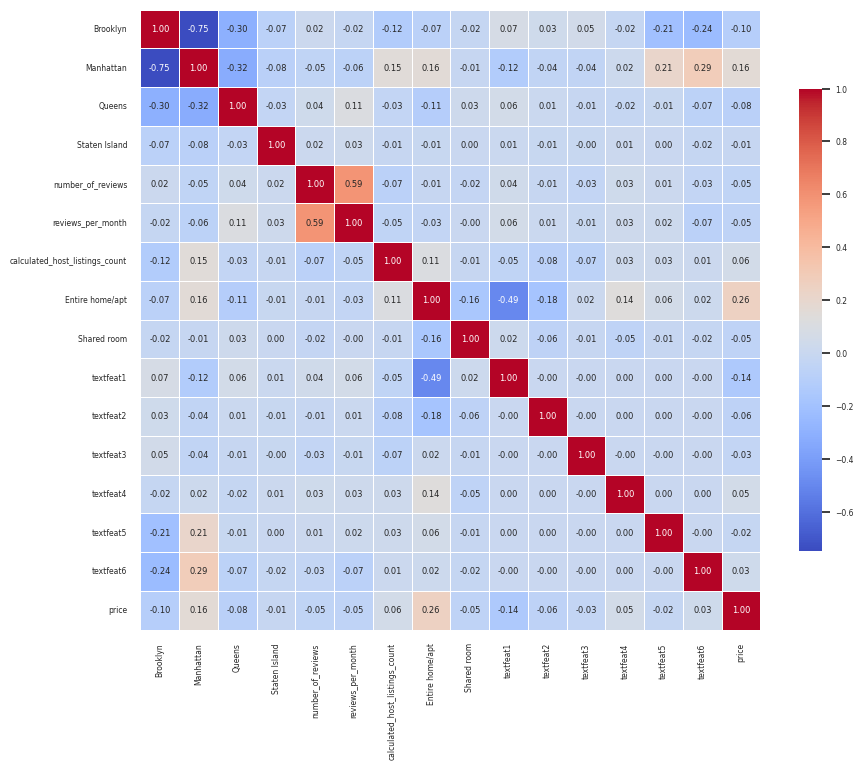 Brooklyn 1.00 -0.75 -0.30 -0.07 0.02 -0.02 -0.12 -0.07 -0.02 0.07 0.03 0.05 -0.02 -0.21 -0.24 -0.10
Manhattan -0.75 1.00 -0.32 -0.08 -0.05 -0.06 0.15 0.16 -0.01 -0.12 -0.04 -0.04 0.02 0.21 0.29 0.16
Queens -0.30 -0.32 1.00 -0.03 0.04 0.11 -0.03 -0.11 0.03 0.06 0.01 -0.01 -0.02 -0.01 -0.07 -0.08
Staten Island -0.07 -0.08 -0.03 1.00 0.02 0.03 -0.01 -0.01 0.00 0.01 -0.01 -0.00 0.01 0.00 -0.02 -0.01
number_of_reviews 0.02 -0.05 0.04 0.02 1.00 0.59 -0.07 -0.01 -0.02 0.04 -0.01 -0.03 0.03 0.01 -0.03 -0.05
reviews_per_month -0.02 -0.06 0.11 0.03 0.59 1.00 -0.05 -0.03 -0.00 0.06 0.01 -0.01 0.03 0.02 -0.07 -0.05
calculated_host_listings_count -0.12 0.15 -0.03 -0.01 -0.07 -0.05 1.00 0.11 -0.01 -0.05 -0.08 -0.07 0.03 0.03 0.01 0.06
Entire home/apt -0.07 0.16 -0.11 -0.01 -0.01 -0.03 0.11 1.00 -0.16 -0.49 -0.18 0.02 0.14 0.06 0.02 0.26
Shared room -0.02 -0.01 0.03 0.00 -0.02 -0.00 -0.01 -0.16 1.00 0.02 -0.06 -0.01 -0.05 -0.01 -0.02 -0.05
textfeat1 0.07 -0.12 0.06 0.01 0.04 0.06 -0.05 -0.49 0.02 1.00 -0.00 -0.00 0.00 0.00 -0.00 -0.14
textfeat2 0.03 -0.04 0.01 -0.01 -0.01 0.01 -0.08 -0.18 -0.06 -0.00 1.00 -0.00 0.00 0.00 -0.00 -0.06
textfeat3 0.05 -0.04 -0.01 -0.00 -0.03 -0.01 -0.07 0.02 -0.01 -0.00 -0.00 1.00 -0.00 -0.00 -0.00 -0.03
textfeat4 -0.02 0.02 -0.02 0.01 0.03 0.03 0.03 0.14 -0.05 0.00 0.00 -0.00 1.00 0.00 0.00 0.05
textfeat5 -0.21 0.21 -0.01 0.00 0.01 0.02 0.03 0.06 -0.01 0.00 0.00 -0.00 0.00 1.00 -0.00 -0.02
textfeat6 -0.24 0.29 -0.07 -0.02 -0.03 -0.07 0.01 0.02 -0.02 -0.00 -0.00 -0.00 0.00 -0.00 1.00 0.03
price -0.10 0.16 -0.08 -0.01 -0.05 -0.05 0.06 0.26 -0.05 -0.14 -0.06 -0.03 0.05 -0.02 0.03 1.00
Brooklyn
Manhattan
Queens
Staten Island
number_of_reviews
reviews_per_month
calculated_host_listings_count
Entire home/apt
Shared room
textfeat1
textfeat2
textfeat3
textfeat4
textfeat5
textfeat6
price
1.0
0.8
0.6
0.4
0.2
0.0
−0.2
−0.4
−0.6